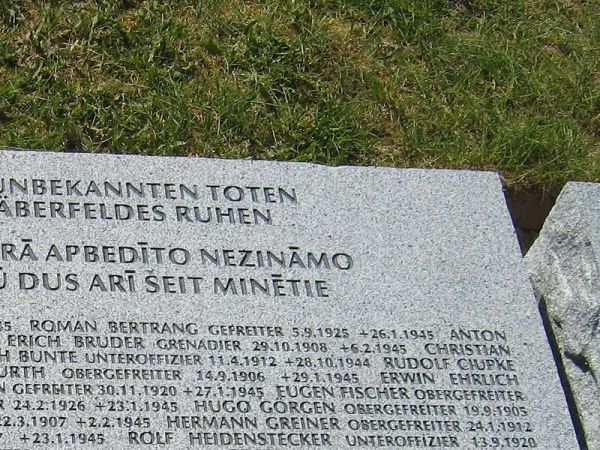 UNBEKANNTEN TOTEN
ÄBERFELDES RUHEN
RĀ APBEDĪTO NEZINĀMO
DUS ARĪ ŠEIT MINĒTIE
ROMAN BERTRANG GEFREITER 5.9.1925 +26.1.1945 ANTON
ERICH BRUDER GRENADIER 29.10.1908 +6.2.1945 CHRISTIAN
H BUNTE UNTEROFFIZIER 11.4.1912 +28.10.1944 RUDOLF CIUPKE
URTH OBERGEFREITER 14.9.1906 +29.1.1945 ERWIN EHRLICH
N GEFREITER 30.11.1920 +27.1.1945 EUGEN FISCHER OBERGEFREITER
R 24.2.1926 +23.1.1945 HUGO GÖRGEN OBERGEFREITER 19.9.1905
2.3.1907 +2.2.1945 HERMANN GREINER OBERGEFREITER 24.1.1912
7 +23.1.1945 ROLF HEIDENSTECKER UNTEROFFIZIER 13.9.1920